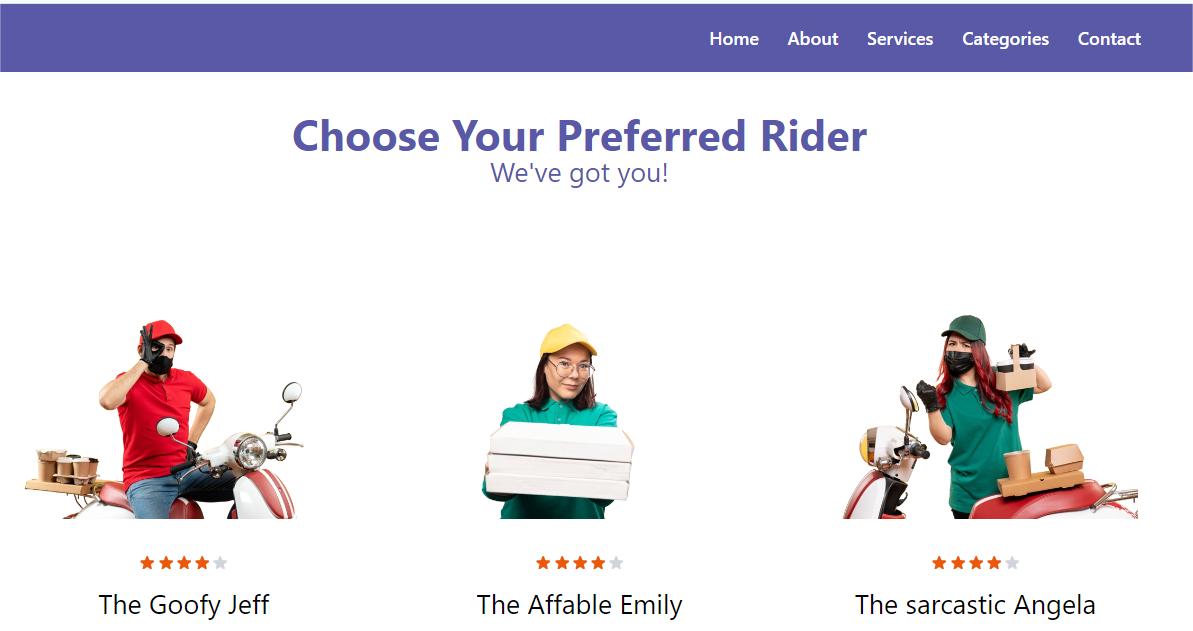 Home About Services Categories Contact
Choose Your Preferred Rider
We've got you!
The Goofy Jeff
The Affable Emily
The sarcastic Angela